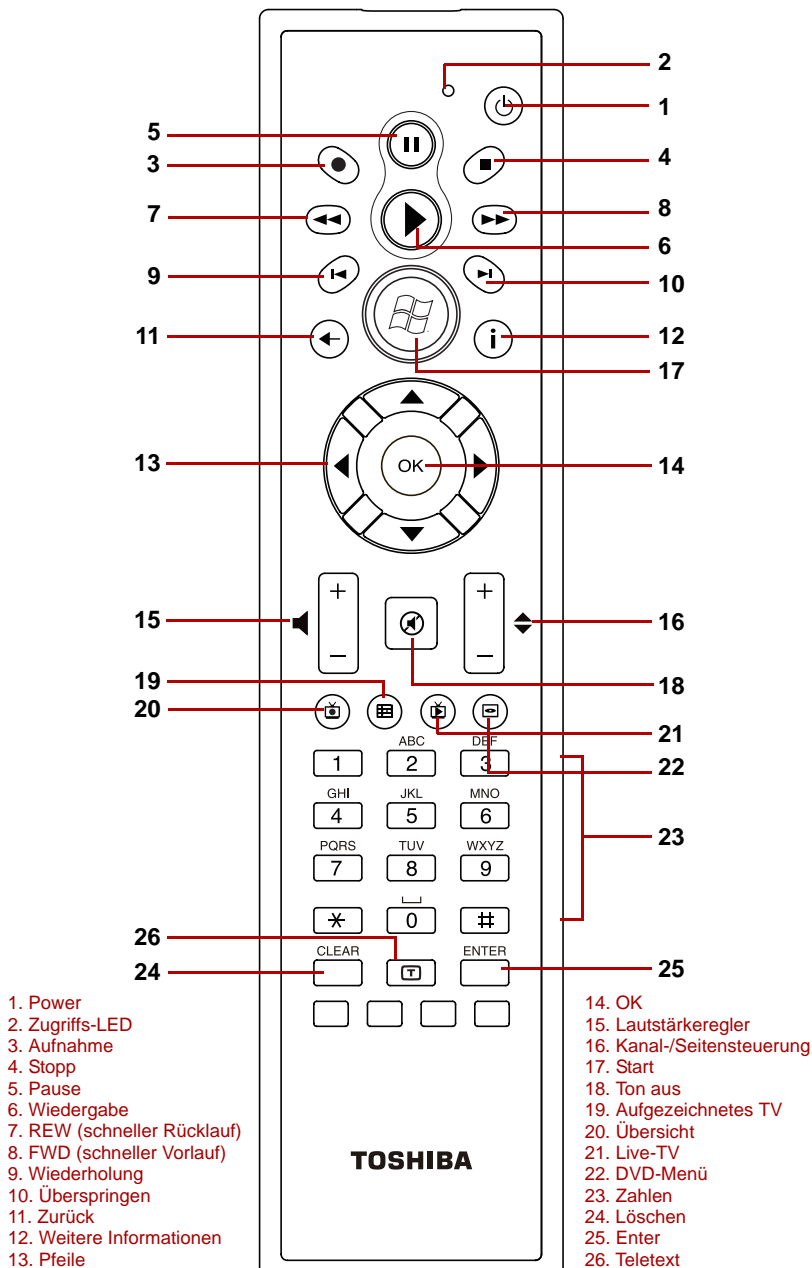 2
1
5
3
4
7
8
6
9
10
11
12
17
13
OK
14
+
+
15
16
–
–
19
18
20
21
22
ABC
DEF
1
2
3
GHI
JKL
MNO
4
5
6
23
PQRS
TUV
WXYZ
7
8
9
0
#
26
CLEAR
ENTER
24
T
25
1. Power
2. Zugriffs-LED
3. Aufnahme
4. Stopp
5. Pause
6. Wiedergabe
7. REW (schneller Rücklauf)
8. FWD (schneller Vorlauf)
9. Wiederholung
10. Überspringen
11. Zurück
12. Weitere Informationen
13. Pfeile
TOSHIBA
14. OK
15. Lautstärkeregler
16. Kanal-/Seitensteuerung
17. Start
18. Ton aus
19. Aufgezeichnetes TV
20. Übersicht
21. Live-TV
22. DVD-Menü
23. Zahlen
24. Löschen
25. Enter
26. Teletext